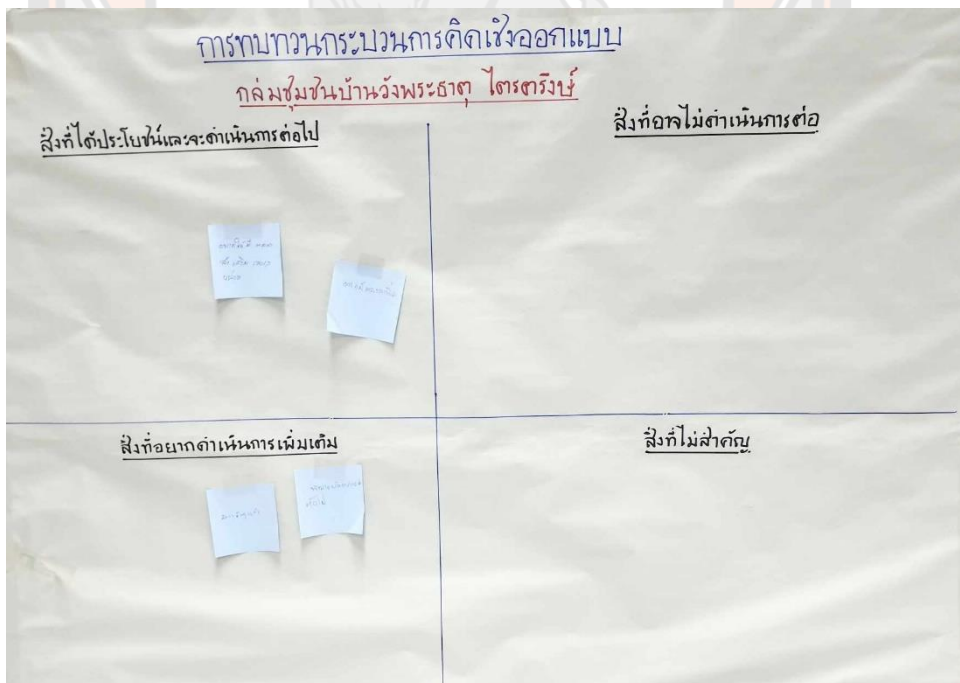 การทบทวนกระบวนการคิดเชิงออกแบบ
กลุ่มชุมชนบ้านวังพระธาตุ ไตรตรึงษ์
สิ่งที่ได้ประโยชน์และจะดำเนินการต่อไป
สิ่งที่อาจไม่ดำเนินการต่อ
สิ่งที่อยากดำเนินการเพิ่มเติม
สิ่งที่ไม่สำคัญ